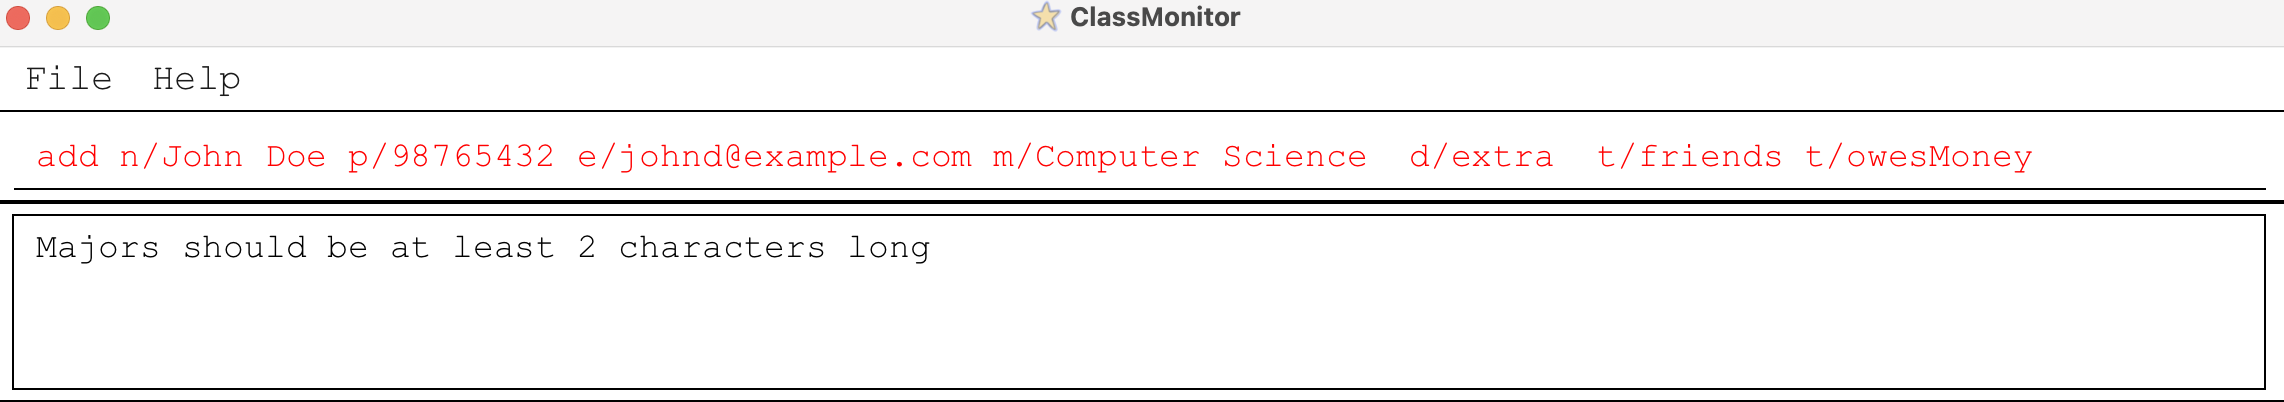 ClassMonitor
File Help
add n/John Doe p/98765432 e/johnd@example.com m/Computer Science  d/extra  t/friends t/owesMoney
Majors should be at least 2 characters long